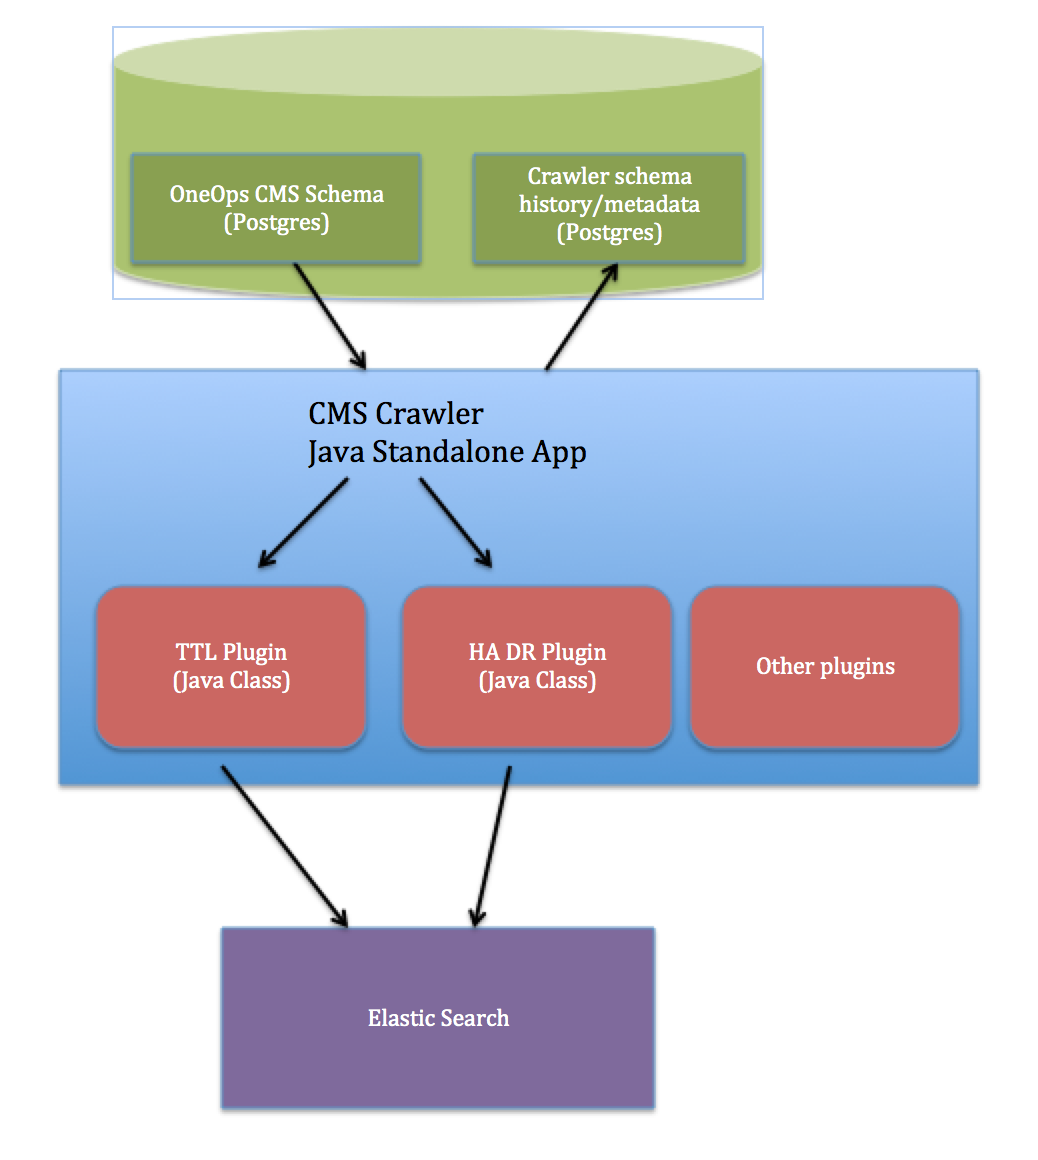 OneOps CMS Schema
(Postgres)
Crawler schema
history/metadata
(Postgres)
CMS Crawler
Java Standalone App
TTL Plugin
(Java Class)
HA DR Plugin
(Java Class)
Other plugins
Elastic Search